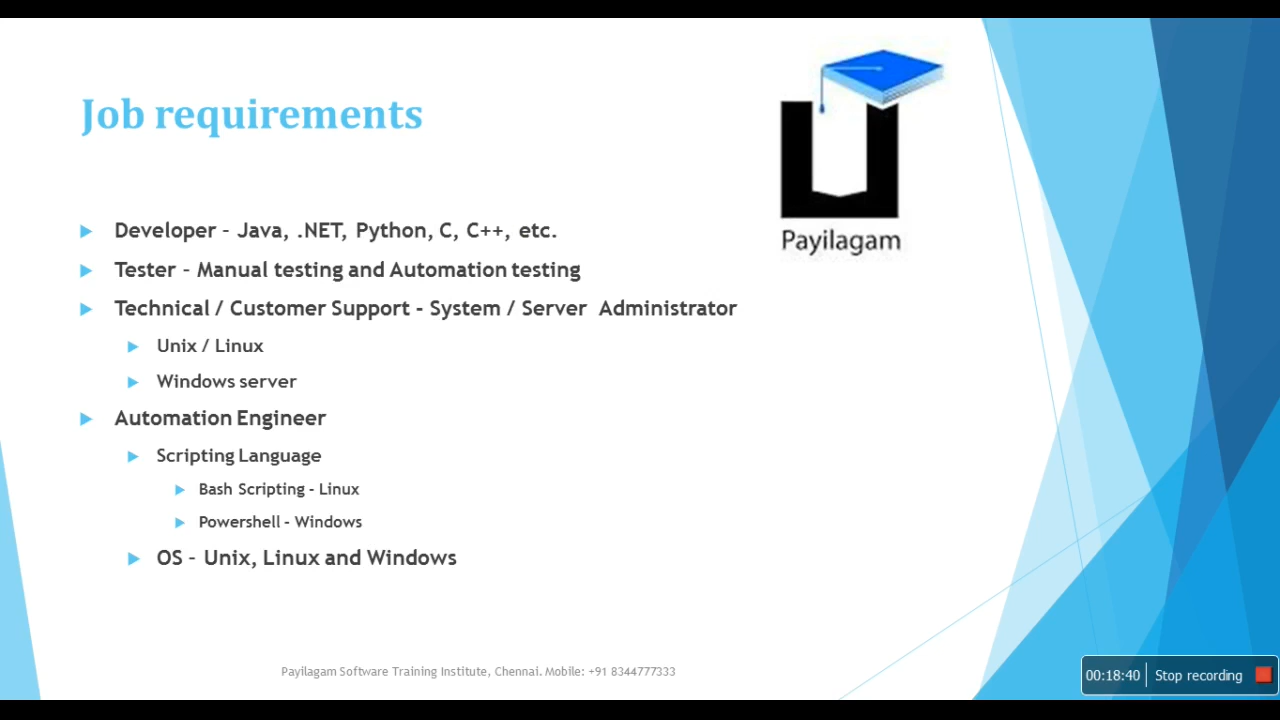 Job requirements
Payilagam
Developer – Java, .NET, Python, C, C++, etc.
Tester – Manual testing and Automation testing
Technical / Customer Support - System / Server Administrator
Unix / Linux
Windows server
Automation Engineer
Scripting Language
Bash Scripting - Linux
Powershell - Windows
OS – Unix, Linux and Windows
Payilagam Software Training Institute, Chennai. Mobile: +91 8344777333
00:18:40 Stop recording